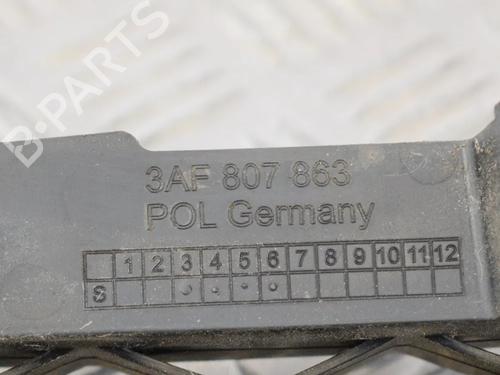 B-PARTS
3AF 807 863
POL Germany
1 2 3 4 5 6 7 8 9 10 11 12
S